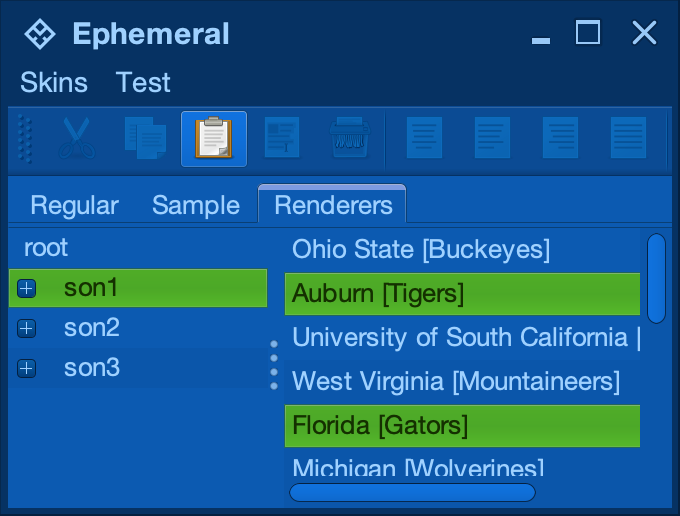 Ephemeral
Skins Test
Regular Sample Renderers
root
son1
son2
son3
Ohio State [Buckeyes]
Auburn [Tigers]
University of South California [
West Virginia [Mountaineers]
Florida [Gators]
Michigan [Wolverines]